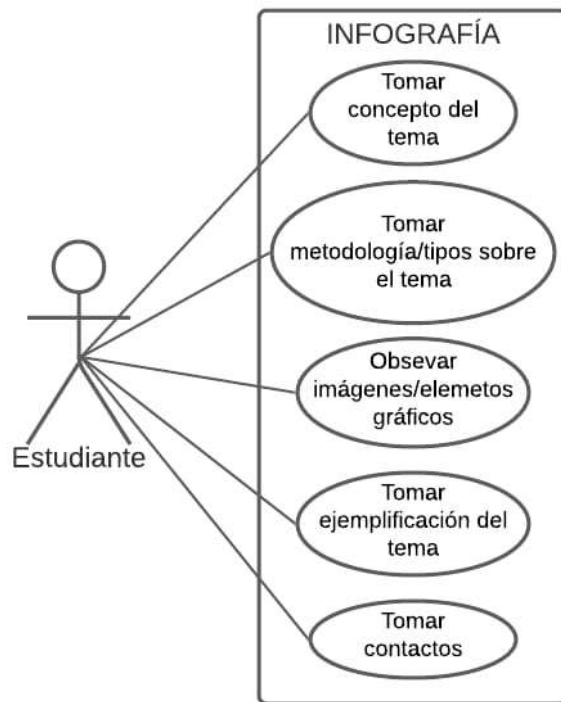 INFOGRAFÍA
Tomar
concepto del
tema
Tomar
metodología/tipos sobre
el tema
Obsevar
imágenes/elemetos
gráficos
Estudiante
Tomar
ejemplificación del
tema
Tomar
contactos